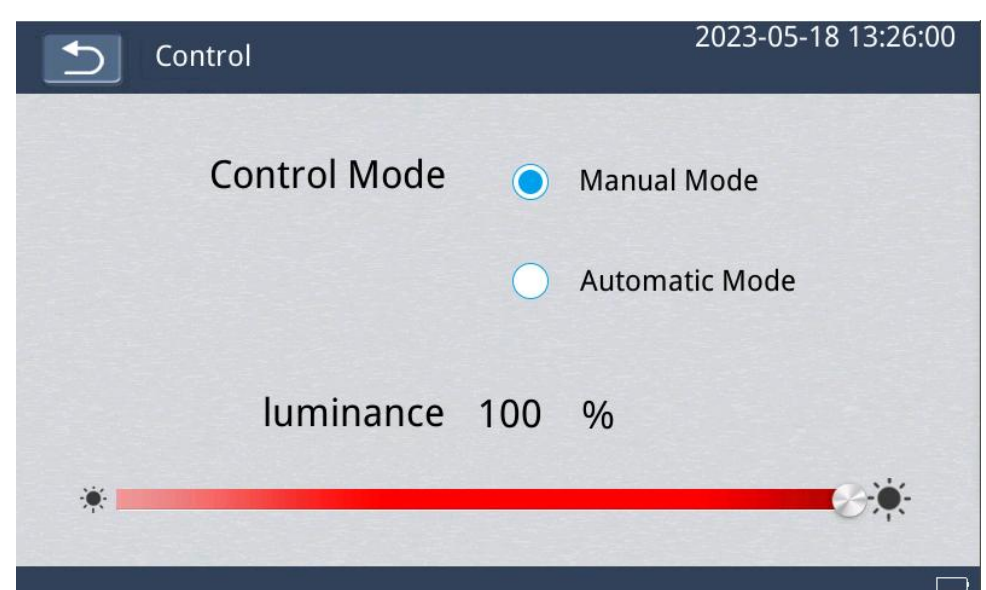 Control
2023-05-18 13:26:00
Control Mode
Manual Mode
Automatic Mode
luminance 100 %